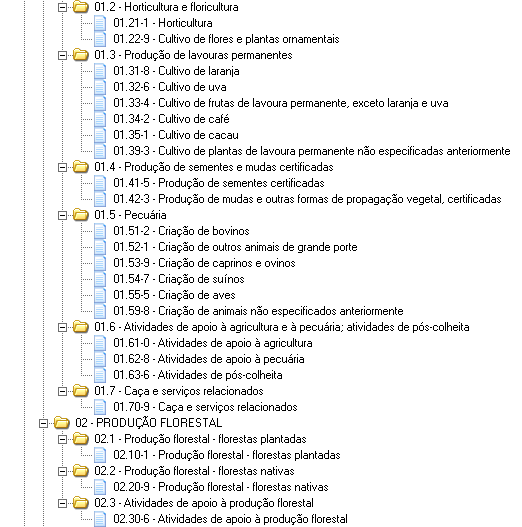 01.2 - Horticultura e floricultura
01.21-1 - Horticultura
01.22-9 - Cultivo de flores e plantas ornamentais
01.3 - Produção de lavouras permanentes
01.31-8 - Cultivo de laranja
01.32-6 - Cultivo de uva
01.33-4 - Cultivo de frutas de lavoura permanente, exceto laranja e uva
01.34-2 - Cultivo de café
01.35-1 - Cultivo de cacau
01.39-3 - Cultivo de plantas de lavoura permanente não especificadas anteriormente
01.4 - Produção de sementes e mudas certificadas
01.41-5 - Produção de sementes certificadas
01.42-3 - Produção de mudas e outras formas de propagação vegetal, certificadas
01.5 - Pecuária
01.51-2 - Criação de bovinos
01.52-1 - Criação de outros animais de grande porte
01.53-9 - Criação de caprinos e ovinos
01.54-7 - Criação de suínos
01.55-5 - Criação de aves
01.59-8 - Criação de animais não especificados anteriormente
01.6 - Atividades de apoio à agricultura e à pecuária; atividades de pós-colheita
01.61-0 - Atividades de apoio à agricultura
01.62-8 - Atividades de apoio à pecuária
01.63-6 - Atividades de pós-colheita
01.7 - Caça e serviços relacionados
01.70-9 - Caça e serviços relacionados
02 - PRODUÇÃO FLORESTAL
02.1 - Produção florestal - florestas plantadas
02.10-1 - Produção florestal - florestas plantadas
02.2 - Produção florestal - florestas nativas
02.20-9 - Produção florestal - florestas nativas
02.3 - Atividades de apoio à produção florestal
02.30-6 - Atividades de apoio à produção florestal